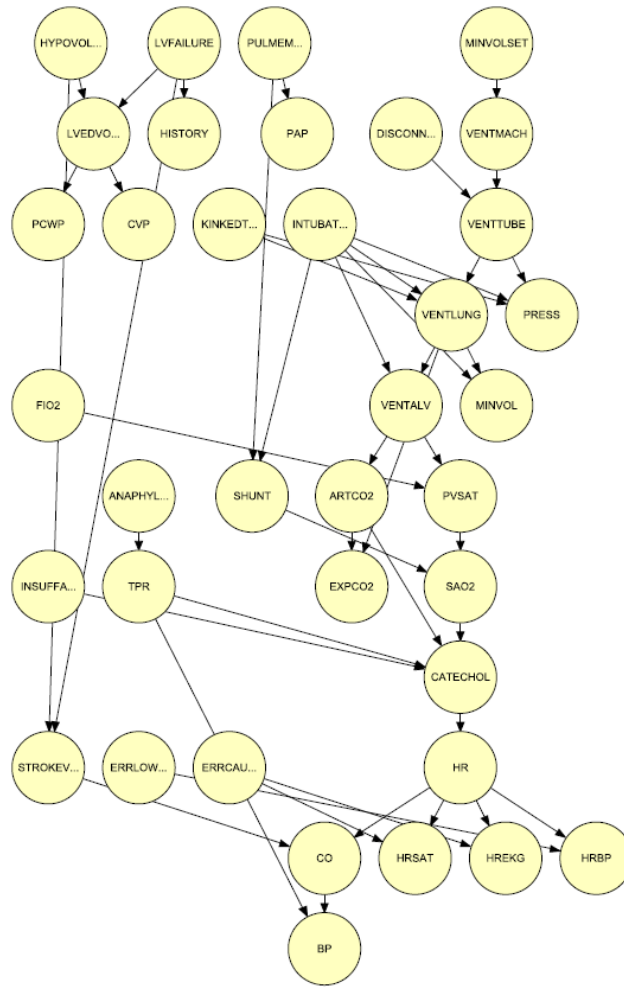 HYPOVOL...
LVFAILURE
PULMEM...
MINVOLSET
LVEDVO...
HISTORY
PAP
DISCONN...
VENTMACH
PCWP
CVP
KINKEDT...
INTUBAT...
VENTTUBE
VENTLUNG
PRESS
FIO2
VENTALV
MINVOL
ANAPHYL...
SHUNT
ARTCO2
PVSAT
INSUFFA...
TPR
EXPCO2
SAO2
CATECHOL
STROKEV...
ERRLOW...
ERRCAU...
HR
CO
HRSAT
HREKG
HRBP
BP